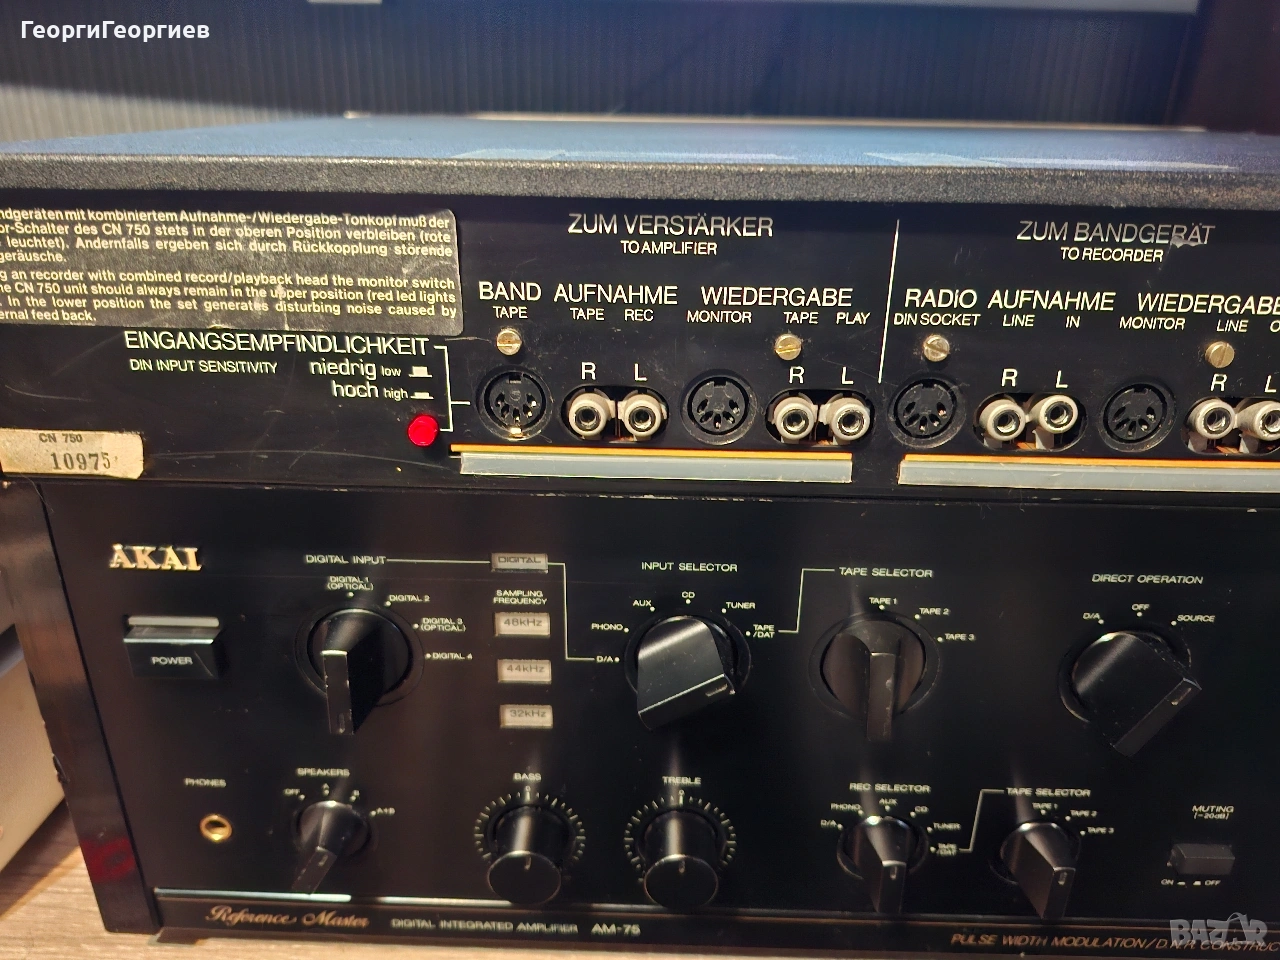 ГеоргиГеоргиев
ndgeräten mit kombiniertem Aufnahme-/Wiedergabe-Tonkopf muß der
or-Schalter des CN 750 stets in der oberen Position verbleiben (rote
leuchtet). Andernfalls ergeben sich durch Rückkopplung störende
geräusche.
g an recorder with combined record/playback head the monitor switch
he CN 750 unit should always remain in the upper position (red led lights
. In the lower position the set generates disturbing noise caused by
ernal feed back.
ZUM VERSTÄRKER
TO AMPLIFIER
ZUM BANDGERÄT
TO RECORDER
BAND AUFNAHME WIEDERGABE
TAPE TAPE REC MONITOR TAPE PLAY
RADIO AUFNAHME WIEDERGABE
DIN SOCKET LINE IN MONITOR LINE O
EINGANGSEMPFINDLICHKEIT
DIN INPUT SENSITIVITY niedrig low
hoch high
R L R L R L R L
CN 750
10975
AKAI
POWER
DIGITAL INPUT
DIGITAL 1
(OPTICAL)
DIGITAL 2
DIGITAL 3
(OPTICAL)
DIGITAL 4
DIGITAL
SAMPLING
FREQUENCY
48kHz
44kHz
32kHz
INPUT SELECTOR
D/A PHONO AUX CD TUNER TAPE
/DAT
TAPE SELECTOR
TAPE 1 TAPE 2 TAPE 3
DIRECT OPERATION
D/A OFF SOURCE
PHONES
SPEAKERS
OFF A B A+B
BASS
0
TREBLE
0
REC SELECTOR
D/A PHONO AUX CD TUNER TAPE
/DAT
TAPE SELECTOR
TAPE 1 TAPE 2 TAPE 3
MUTING
(-20dB)
ON OFF
Reference Master DIGITAL INTEGRATED AMPLIFIER AM-75
PULSE WIDTH MODULATION/D.N.R. CONSTRUC
BAZAR